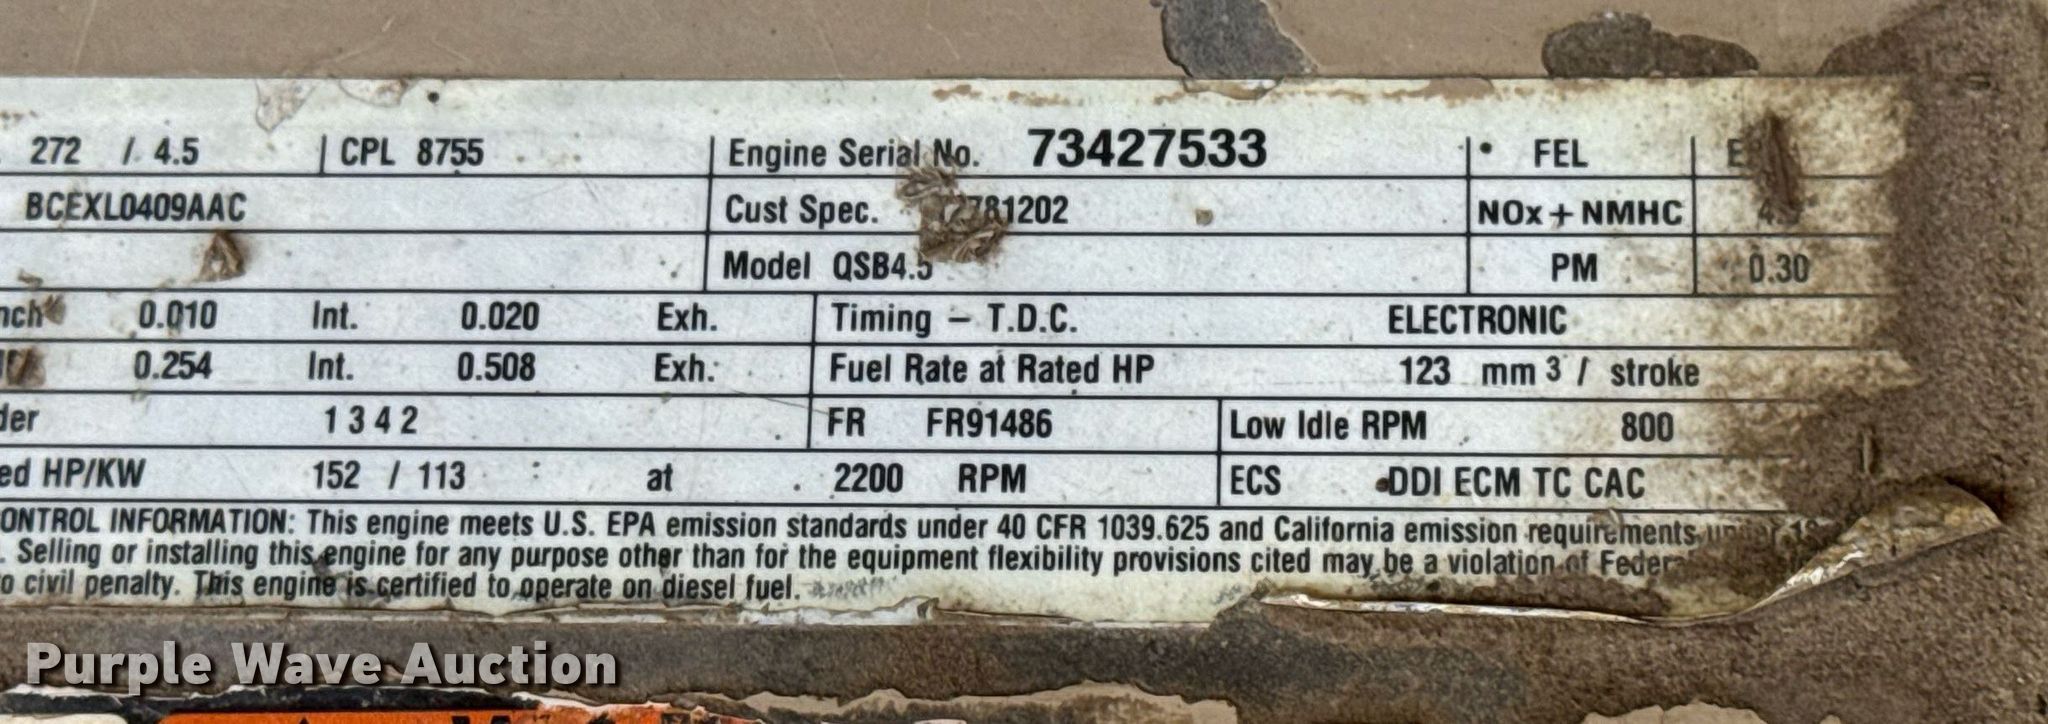 272 / 4.5 CPL 8755 Engine Serial No. 73427533 • FEL
BCEXL0409AAC Cust Spec. 781202 NOx + NMHC
Model QSB4.5 PM 0.30
0.010 Int. 0.020 Exh. Timing – T.D.C. ELECTRONIC
0.254 Int. 0.508 Exh. Fuel Rate at Rated HP 123 mm 3 / stroke
der 1 3 4 2 FR FR91486 Low Idle RPM 800
ed HP/KW 152 / 113 at 2200 RPM ECS DDI ECM TC CAC
ONTROL INFORMATION: This engine meets U.S. EPA emission standards under 40 CFR 1039.625 and California emission requirements under
. Selling or installing this engine for any purpose other than for the equipment flexibility provisions cited may be a violation of Federa
o civil penalty. This engine is certified to operate on diesel fuel.
Purple Wave Auction